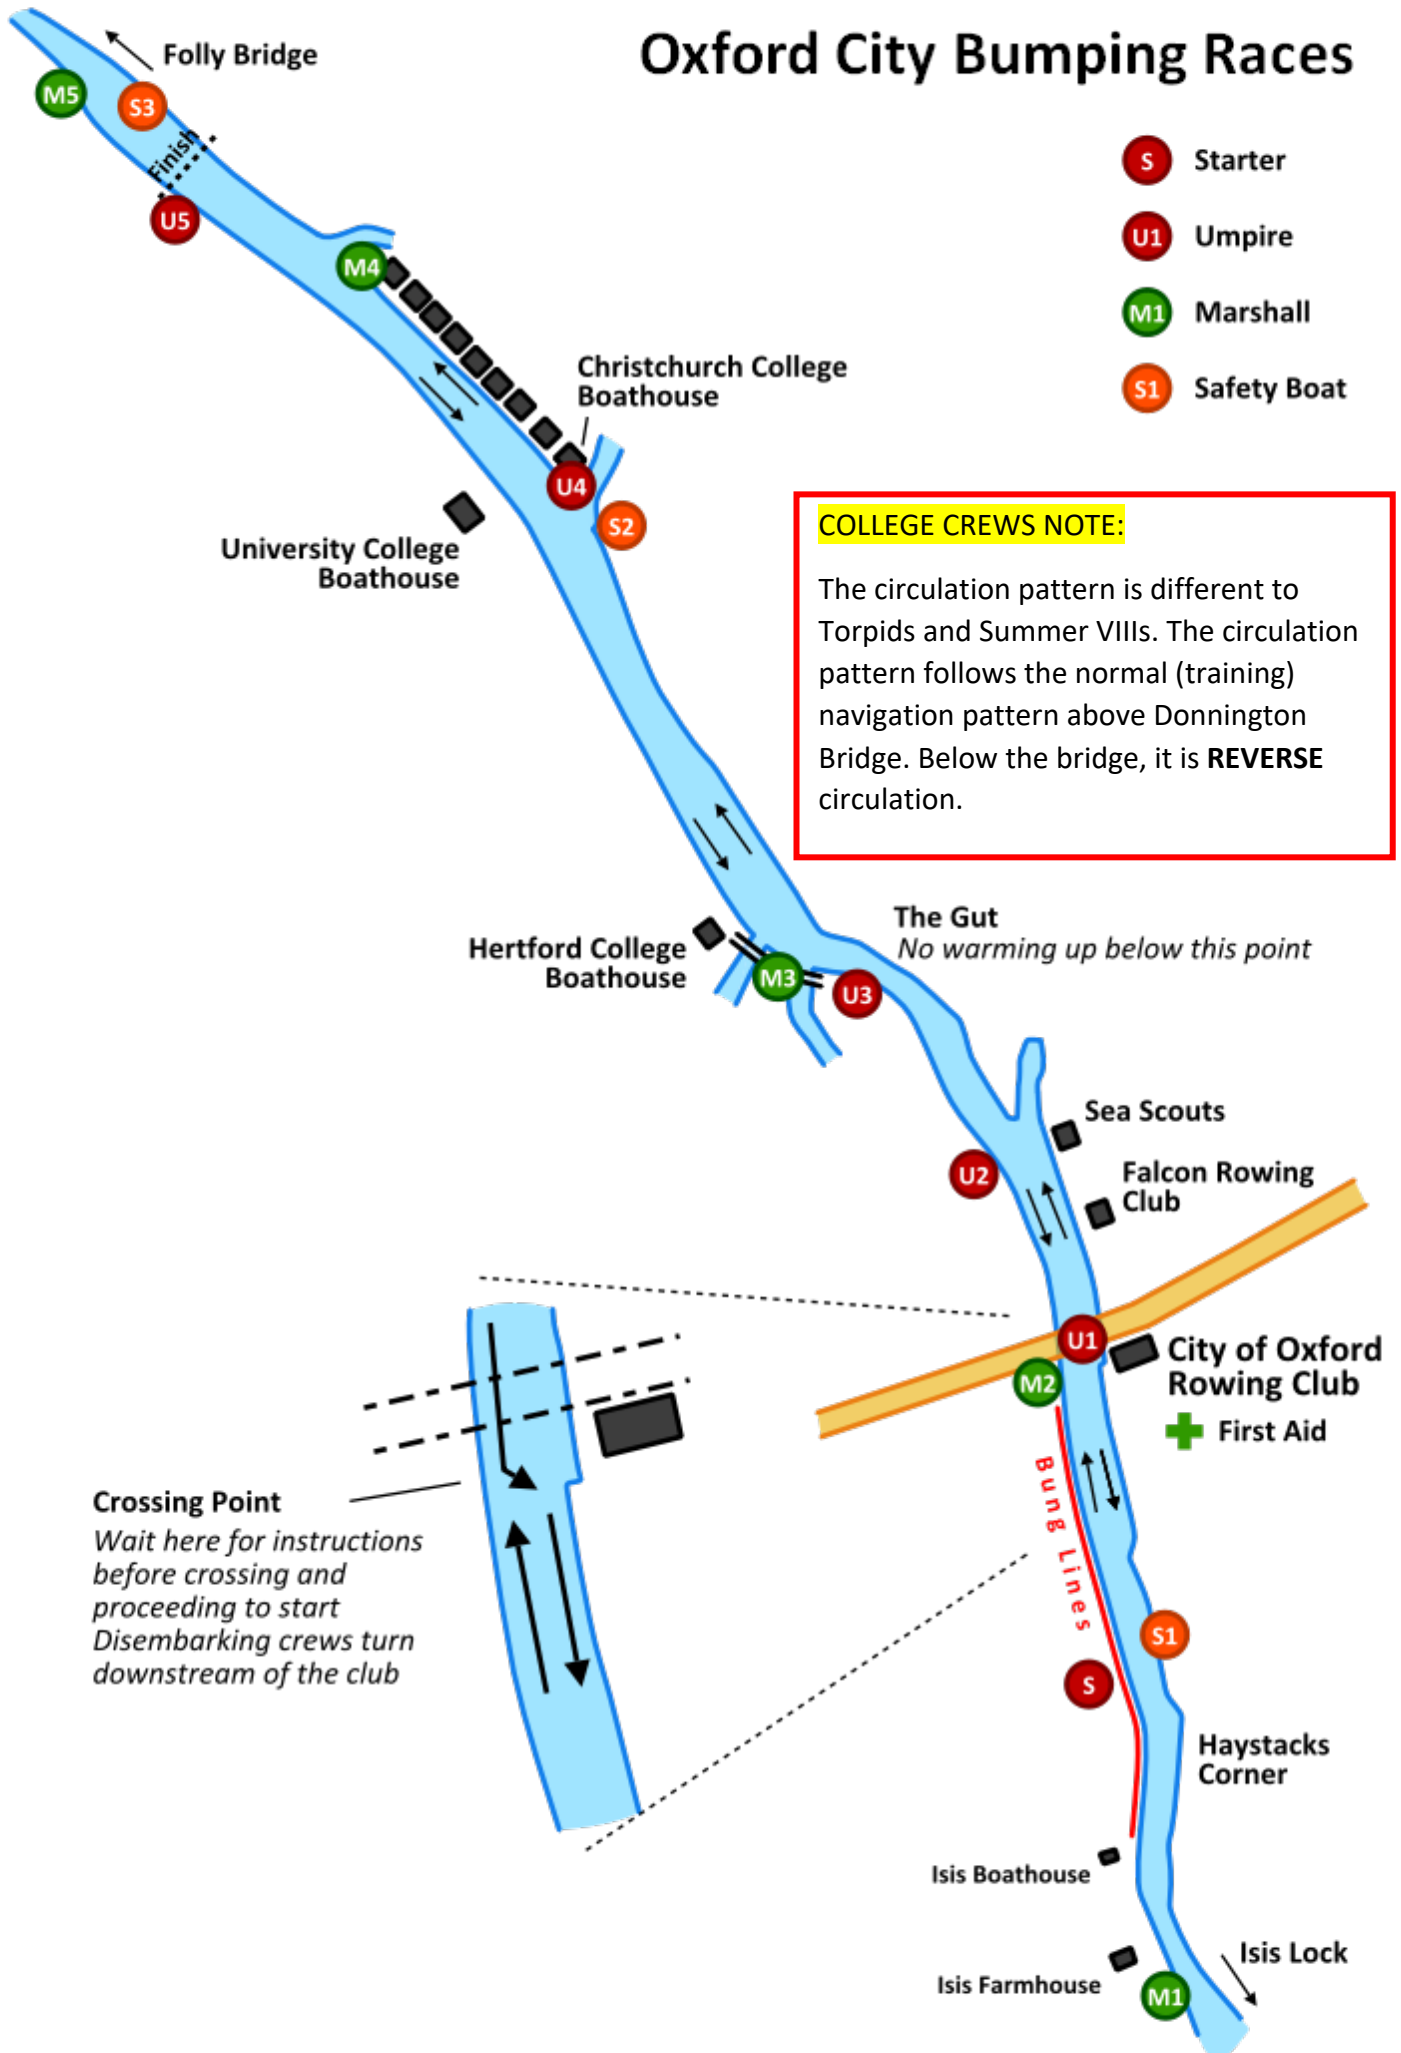 Oxford City Bumping Races
Folly Bridge
M5
S3
Finish
U5
S
Starter
U1
Umpire
M1
Marshall
S1
Safety Boat
M4
Christchurch College
Boathouse
U4
S2
University College
Boathouse
COLLEGE CREWS NOTE:
The circulation pattern is different to
Torpids and Summer VIIIs. The circulation
pattern follows the normal (training)
navigation pattern above Donnington
Bridge. Below the bridge, it is REVERSE
circulation.
The Gut
No warming up below this point
Hertford College
Boathouse
M3
U3
Sea Scouts
U2
Falcon Rowing
Club
U1
M2
City of Oxford
Rowing Club
First Aid
Bung Lines
Crossing Point
Wait here for instructions
before crossing and
proceeding to start
Disembarking crews turn
downstream of the club
S1
S
Haystacks
Corner
Isis Boathouse
Isis Lock
Isis Farmhouse
M1